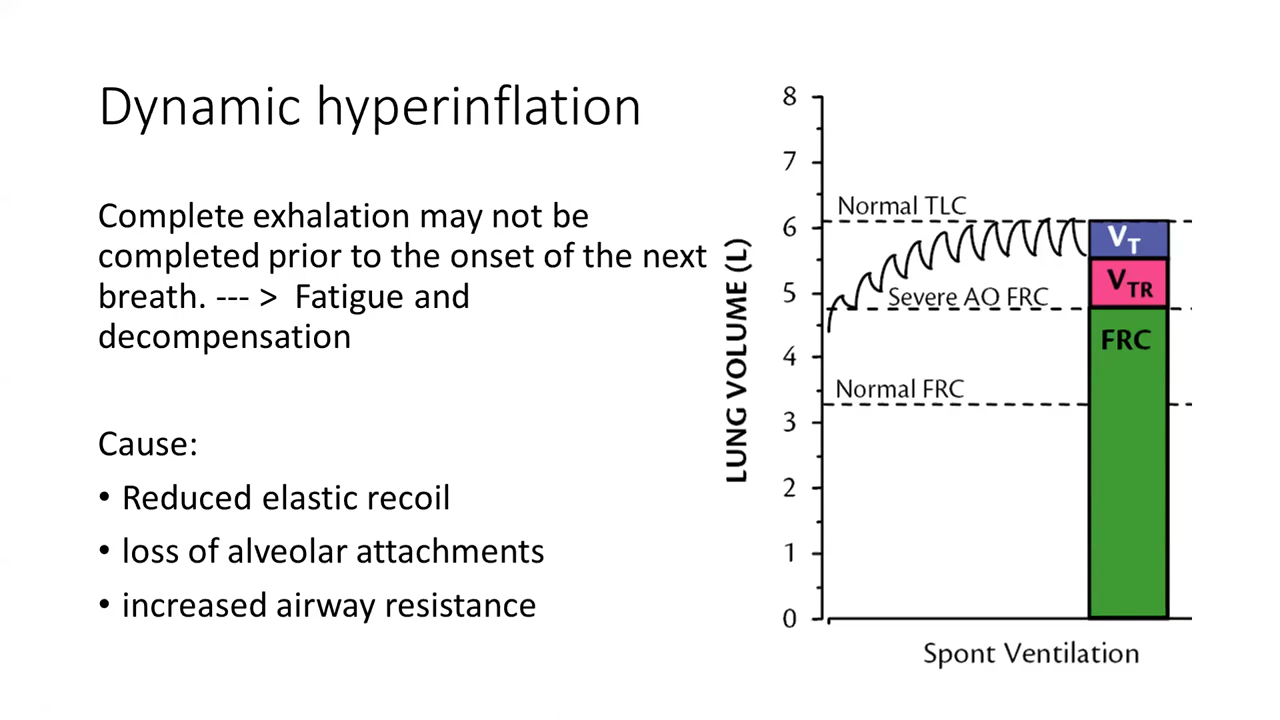 Dynamic hyperinflation
Complete exhalation may not be
completed prior to the onset of the next
breath. --- > Fatigue and
decompensation
Cause:
• Reduced elastic recoil
• loss of alveolar attachments
• increased airway resistance
LUNG VOLUME (L)
8
7
Normal TLC
6
VT
5
VTR
Severe AO FRC
FRC
4
Normal FRC
3
2
1
0
Spont Ventilation